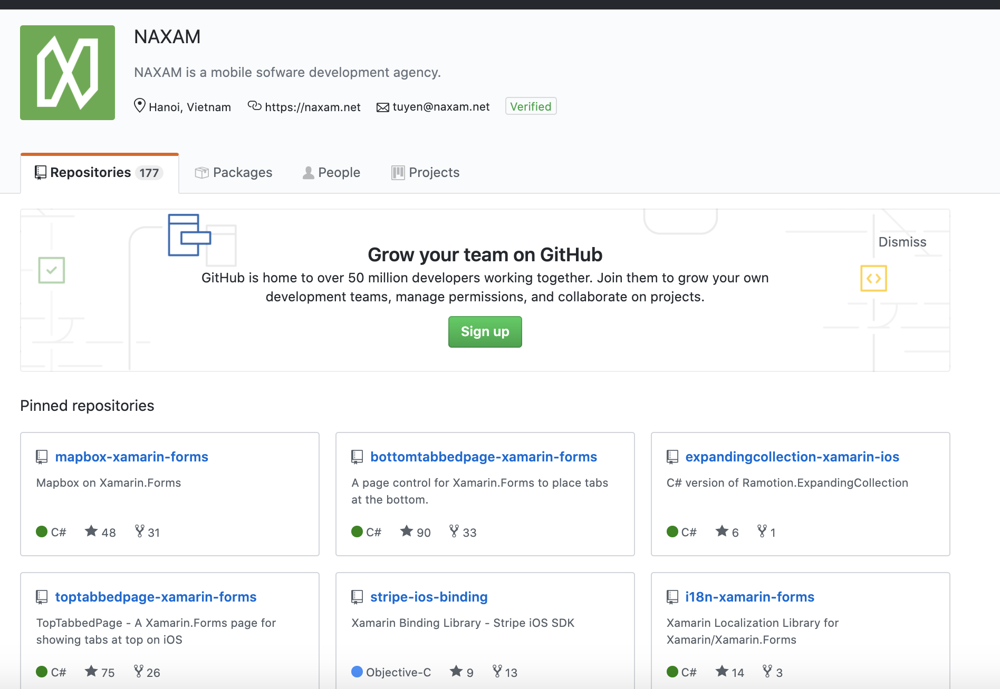 NAXAM
NAXAM is a mobile sofware development agency.
Hanoi, Vietnam https://naxam.net tuyen@naxam.net Verified
Repositories 177 Packages People Projects
Dismiss
Grow your team on GitHub
GitHub is home to over 50 million developers working together. Join them to grow your own
development teams, manage permissions, and collaborate on projects.
Sign up
Pinned repositories
mapbox-xamarin-forms
Mapbox on Xamarin.Forms
C# 48 31
bottomtabbedpage-xamarin-forms
A page control for Xamarin.Forms to place tabs
at the bottom.
C# 90 33
expandingcollection-xamarin-ios
C# version of Ramotion.ExpandingCollection
C# 6 1
toptabbedpage-xamarin-forms
TopTabbedPage - A Xamarin.Forms page for
showing tabs at top on iOS
C# 75 26
stripe-ios-binding
Xamarin Binding Library - Stripe iOS SDK
Objective-C 9 13
i18n-xamarin-forms
Xamarin Localization Library for
Xamarin/Xamarin.Forms
C# 14 3